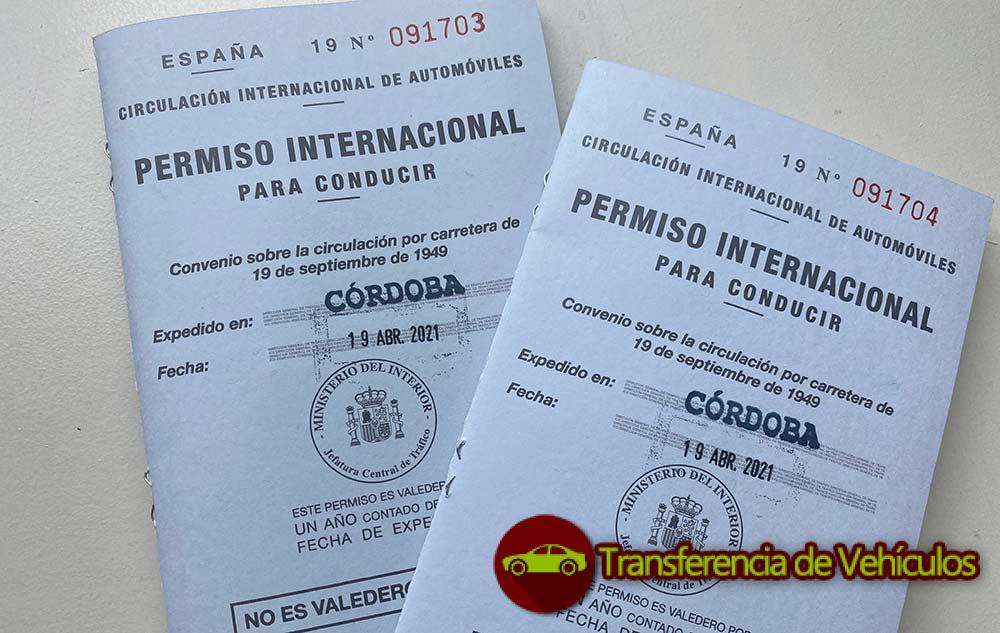 ESPAÑA 19 Nº 091703
CIRCULACIÓN INTERNACIONAL DE AUTOMÓVILES
PERMISO INTERNACIONAL
PARA CONDUCIR
Convenio sobre la circulación por carretera de
19 de septiembre de 1949
CÓRDOBA
Expedido en:
19 ABR. 2021
Fecha:
MINISTERIO DEL INTERIOR
Jefatura Central de Tráfico
ESTE PERMISO ES VALEDERO
UN AÑO CONTADO DE
FECHA DE EXPE
NO ES VALEDERO
ESPAÑA 19 Nº 091704
CIRCULACIÓN INTERNACIONAL DE AUTOMÓVILES
PERMISO INTERNACIONAL
PARA CONDUCIR
Convenio sobre la circulación por carretera de
19 de septiembre de 1949
Expedido en:
CÓRDOBA
Fecha:
19 ABR. 2021
MINISTERIO DEL INTERIOR
Transferencia de Vehículos
ESTE PERMISO ES VALEDERO POR
UN AÑO CONTADO
FECHA DE